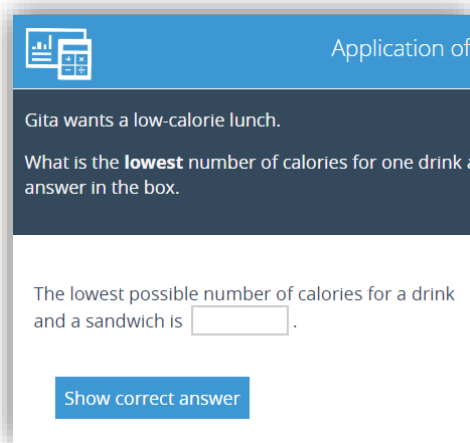 Application of
Gita wants a low-calorie lunch.
What is the lowest number of calories for one drink
answer in the box.
The lowest possible number of calories for a drink
and a sandwich is .
Show correct answer